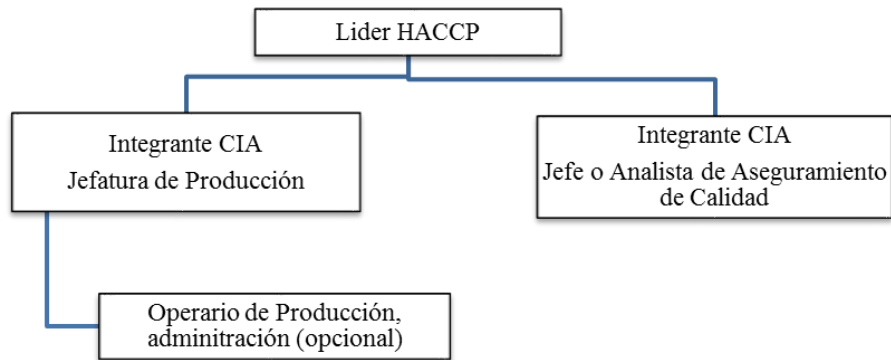 Lider HACCP
Integrante CIA
Jefatura de Producción
Integrante CIA
Jefe o Analista de Aseguramiento
de Calidad
Operario de Producción,
adminitración (opcional)